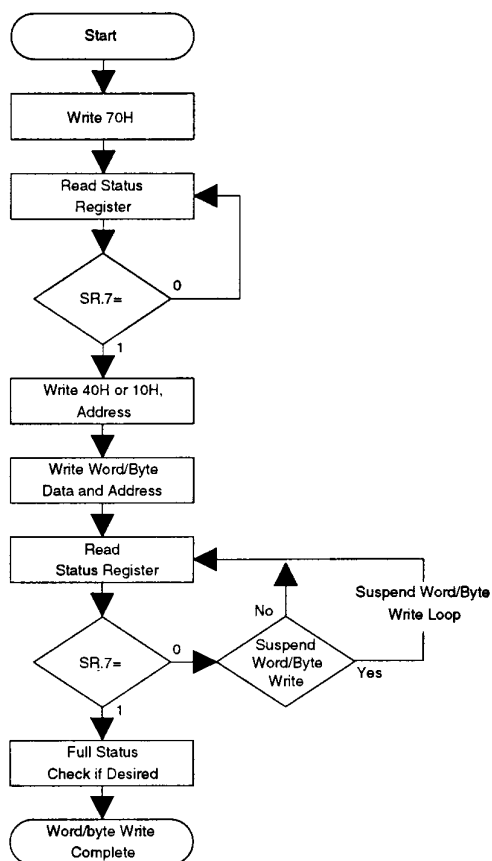 Start
Write 70H
Read Status
Register
0
SR.7=
1
Write 40H or 10H,
Address
Write Word/Byte
Data and Address
Read
Status Register
Suspend Word/Byte
Write Loop
No
0
SR.7=
Suspend
Word/Byte
Write
Yes
1
Full Status
Check if Desired
Word/byte Write
Complete